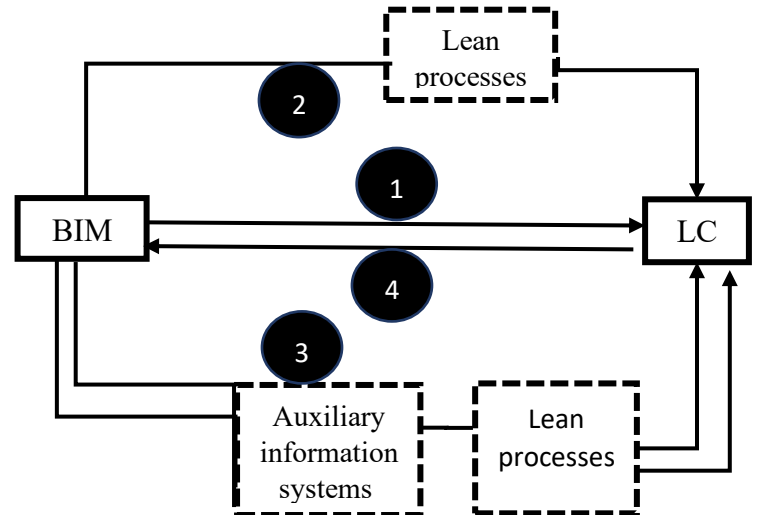 Lean
processes
2
1
BIM
LC
4
3
Auxiliary
information
systems
Lean
processes